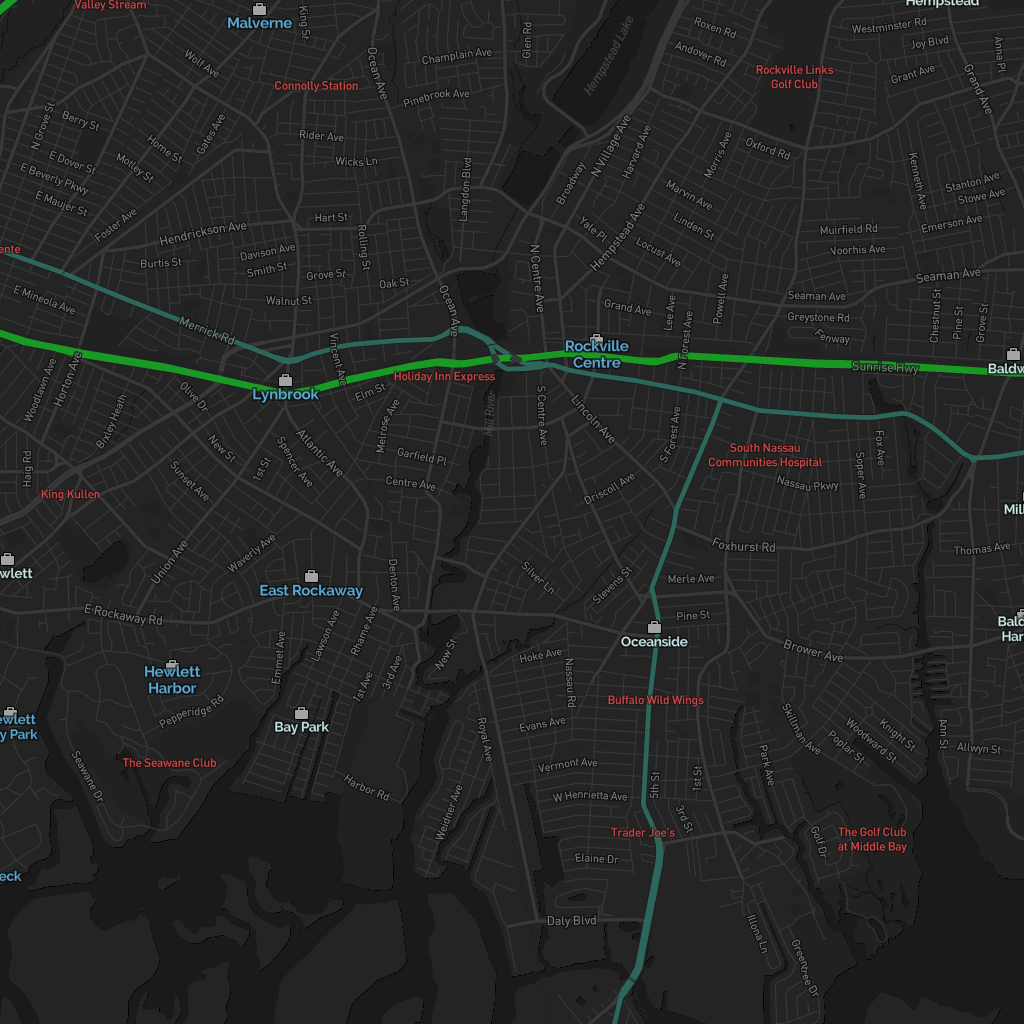 Valley Stream
Malverne
King St
Hempstead
Glen Rd
Hempstead Lake
Roxen Rd
Westminster Rd
Joy Blvd
Anna Pl
Wolf Ave
Ocean Ave
Champlain Ave
Andover Rd
Rockville Links
Golf Club
Grant Ave
Grand Ave
Connolly Station
Pinebrook Ave
N Grove St
Berry St
Gates Ave
Rider Ave
N Village Ave
Harvard Ave
Morris Ave
Oxford Rd
Home St
Motley St
E Dover St
E Beverly Pkwy
E Maujer St
Wicks Ln
Langdon Blvd
Broadway
Marvin Ave
Kenneth Ave
Stanton Ave
Stowe Ave
Foster Ave
Hendrickson Ave
Hart St
Rolling St
Yale Pl
Hempstead Ave
Linden St
Locust Ave
Muirfield Rd
Voorhis Ave
Emerson Ave
ente
Burtis St
Davison Ave
Smith St
Grove St
Oak St
N Centre Ave
Seaman Ave
E Mineola Ave
Walnut St
Ocean Ave
Grand Ave
Lee Ave
Powell Ave
Seaman Ave
Greystone Rd
Chestnut St
Pine St
Grove St
Merrick Rd
Vincent Ave
N Forest Ave
Fenway
Rockville
Centre
Sunrise Hwy
Baldw
Woodlawn Ave
Horton Ave
Lynbrook
Holiday Inn Express
Elm St
Olive Dr
Bixley Heath
Melrose Ave
Mill River
S Centre Ave
Lincoln Ave
S Forest Ave
Fox Ave
Haig Rd
New St
1st St
Spencer Ave
Atlantic Ave
Garfield Pl
South Nassau
Communities Hospital
Soper Ave
King Kullen
Sunset Ave
Centre Ave
Driscoll Ave
Nassau Pkwy
Mil
wlett
Union Ave
Waverly Ave
Foxhurst Rd
Thomas Ave
East Rockaway
Denton Ave
Silver Ln
Stevens St
Merle Ave
E Rockaway Rd
Pine St
Bald
Har
Lawson Ave
Rhame Ave
Oceanside
Emmet Ave
New St
Hoke Ave
Brower Ave
Hewlett
Harbor
1st Ave
3rd Ave
Nassau Rd
Buffalo Wild Wings
Pepperidge Rd
ewlett
y Park
Bay Park
Royal Ave
Evans Ave
Skillman Ave
Knight St
Woodward St
Poplar St
Ann St
Allwyn St
The Seawane Club
Seawane Dr
Harbor Rd
Vermont Ave
Park Ave
5th St
1st St
W Henrietta Ave
Weidner Ave
3rd St
Trader Joe's
Golf Dr
The Golf Club
at Middle Bay
Elaine Dr
eck
Daly Blvd
Illona Ln
Greentree Dr